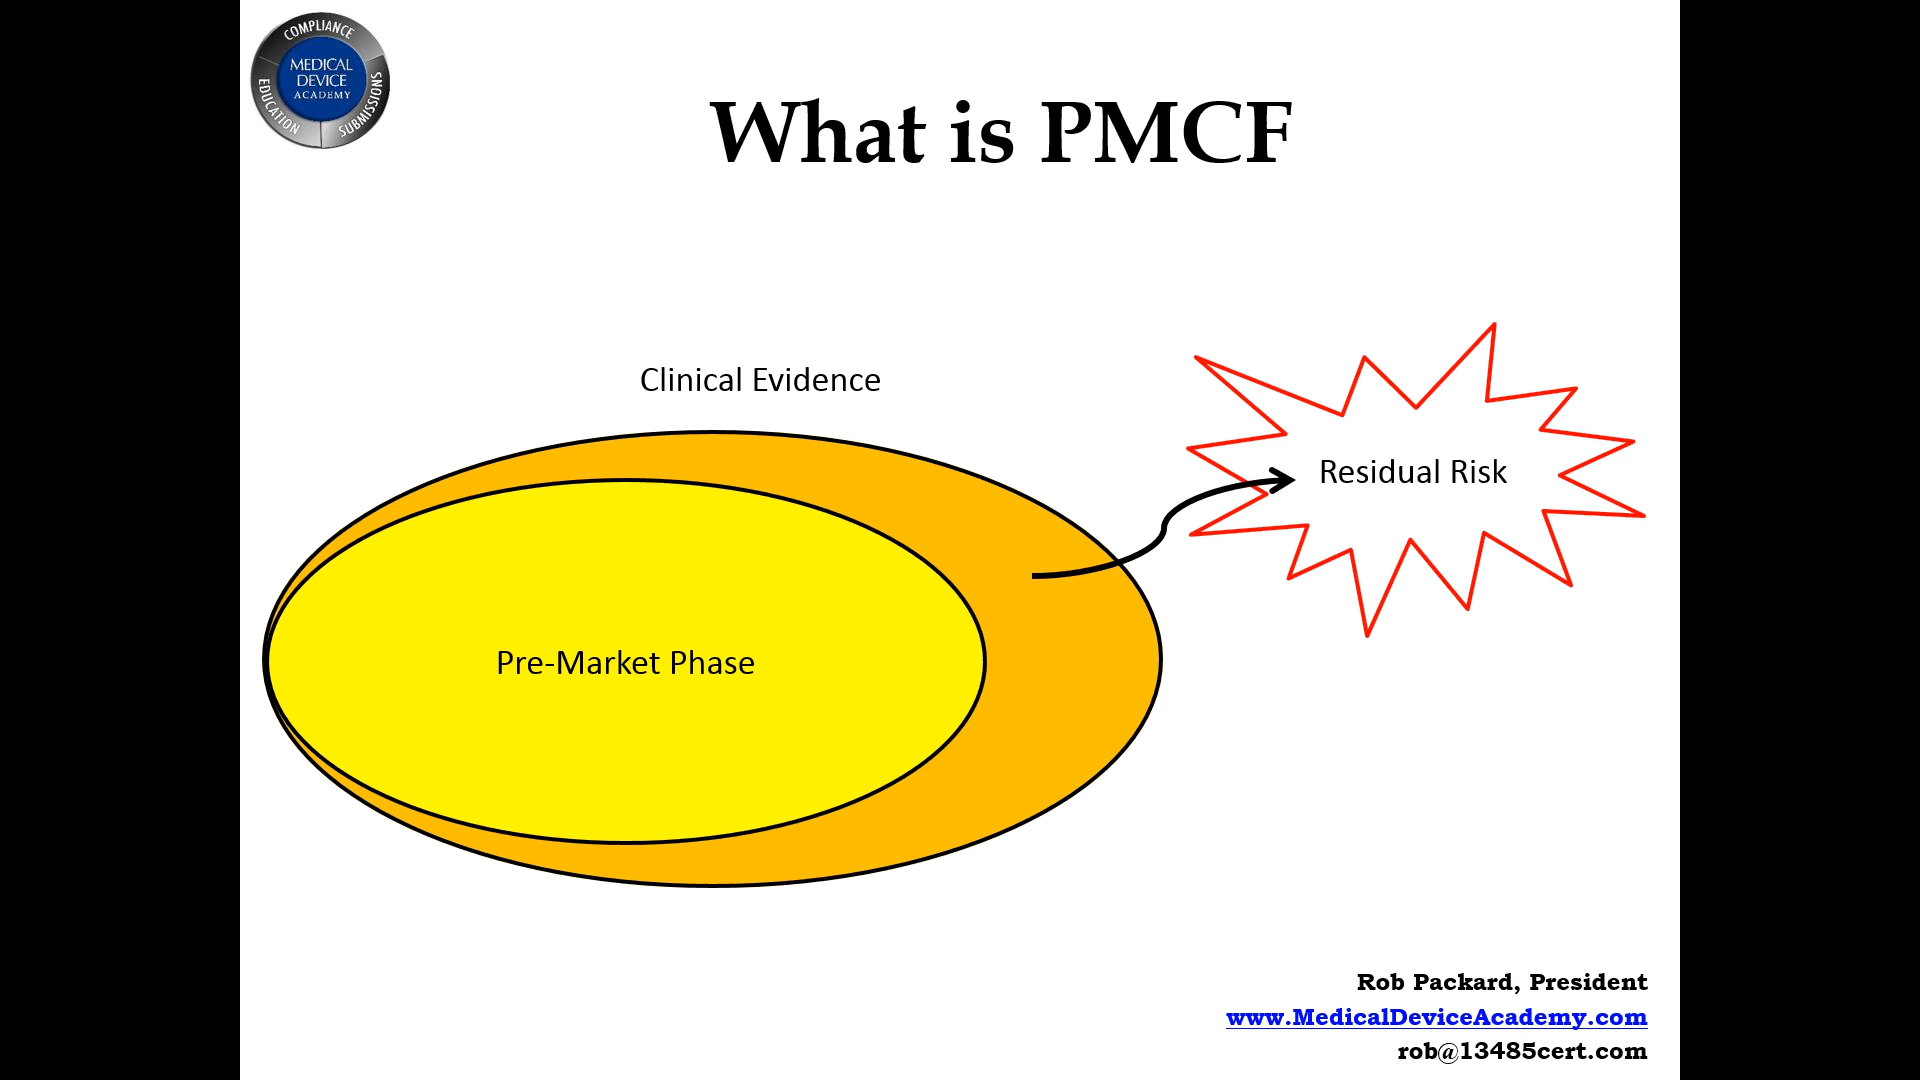 COMPLIANCE
MEDICAL
DEVICE
ACADEMY
EDUCATION
SUBMISSIONS
What is PMCF
Clinical Evidence
Residual Risk
Pre-Market Phase
Rob Packard, President
www.MedicalDeviceAcademy.com
rob@13485cert.com